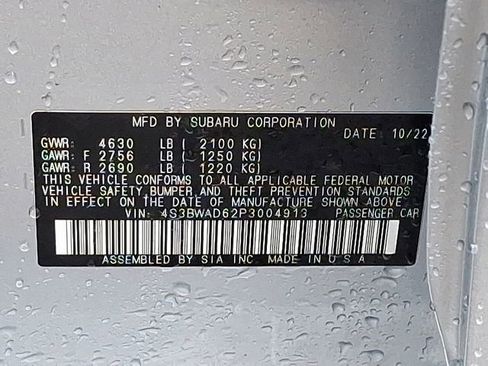 MFD BY SUBARU CORPORATION
DATE: 10/22
GVWR: 4630 LB ( 2100 KG)
GAWR: F 2756 LB ( 1250 KG)
GAWR: R 2690 LB ( 1220 KG)
THIS VEHICLE CONFORMS TO ALL APPLICABLE FEDERAL MOTOR
VEHICLE SAFETY, BUMPER AND THEFT PREVENTION STANDARDS
IN EFFECT ON THE DATE OF MANUFACTURE SHOWN ABOVE.
VIN: 4S3BWAD62P3004913 PASSENGER CAR
ASSEMBLED BY SIA INC. MADE IN U.S.A